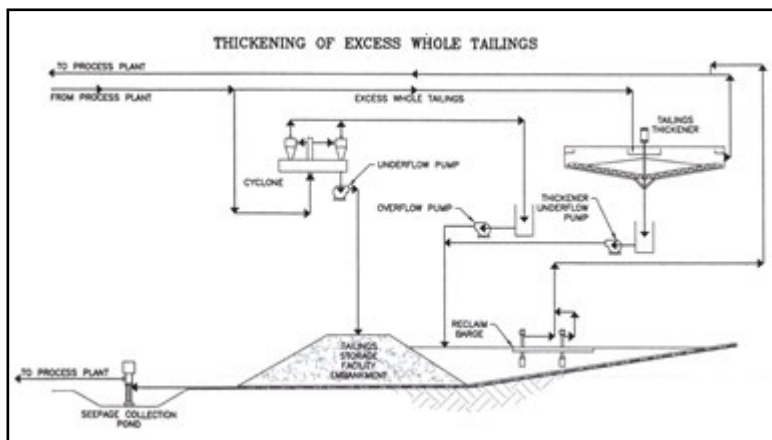 THICKENING OF EXCESS WHOLE TAILINGS
TO PROCESS PLANT
FROM PROCESS PLANT
EXCESS WHOLE TAILINGS
TAILINGS
THICKENER
CYCLONE
UNDERFLOW PUMP
OVERFLOW PUMP
THICKENER
UNDERFLOW
PUMP
RECLAIM
BARGE
TAILINGS
STORAGE
FACILITY
EMBANKMENT
TO PROCESS PLANT
SEEPAGE COLLECTION
POND